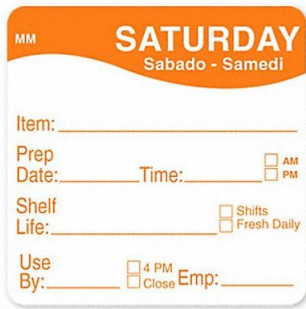 MM SATURDAY
Sabado - Samedi
Item:
Prep
Date: Time: AM
PM
Shelf
Life: Shifts
Fresh Daily
Use
By: 4 PM
Close Emp: